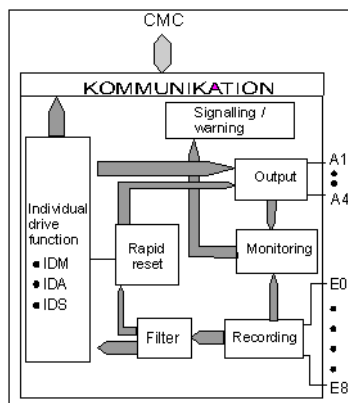 CMC
KOMMUNIKATION
Signalling /
warning
Output
A1
A4
Individual
drive
function
IDM
IDA
IDS
Rapid
reset
Monitoring
Filter
Recording
E0
E8